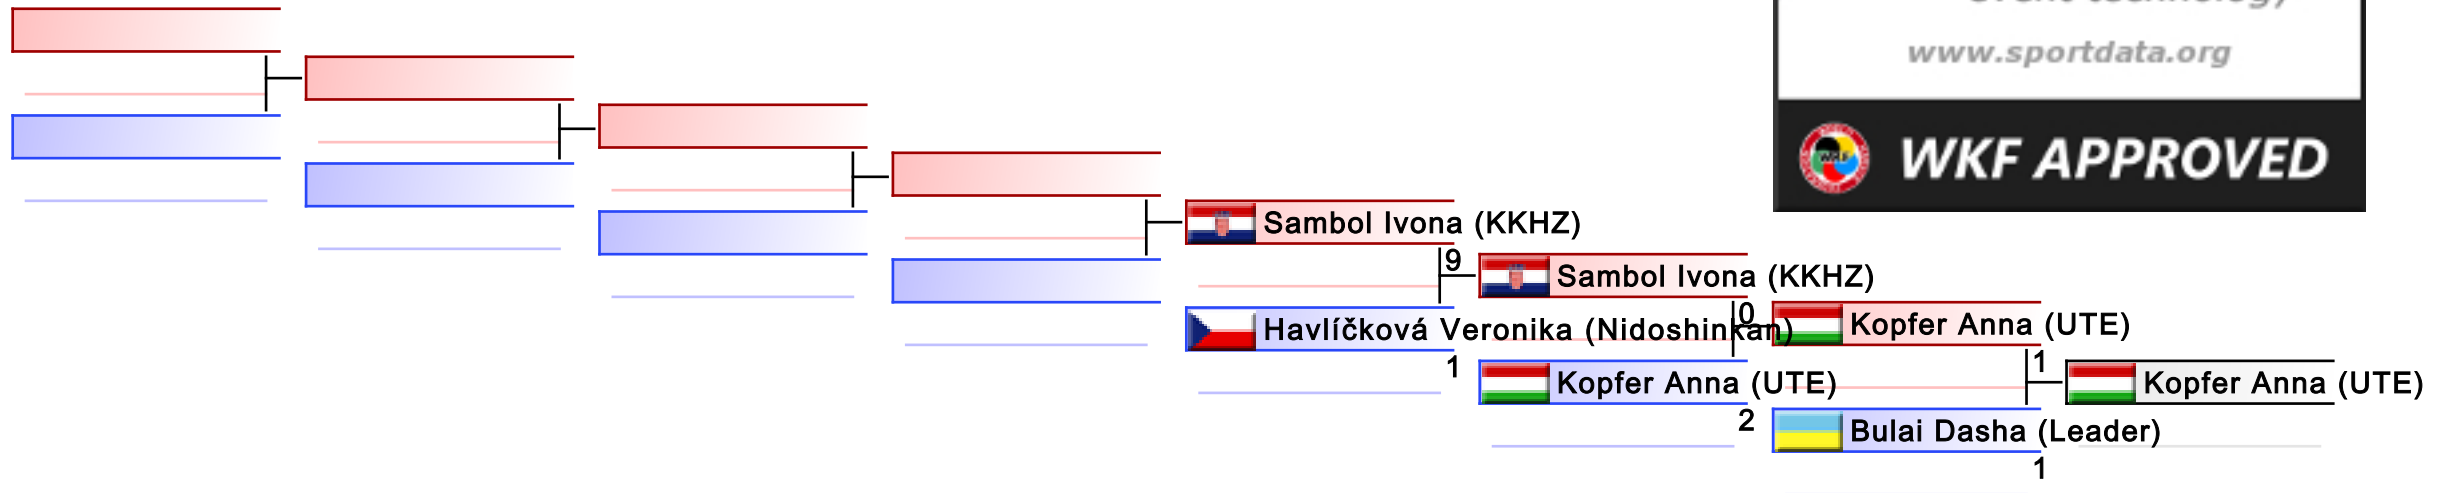 www.sportdata.org
WKF APPROVED
Sambol Ivona (KKHZ)
9
Sambol Ivona (KKHZ)
Havlíčková Veronika (Nidoshinkan)
1
0
Kopfer Anna (UTE)
Kopfer Anna (UTE)
2
1
Kopfer Anna (UTE)
Bulai Dasha (Leader)
1